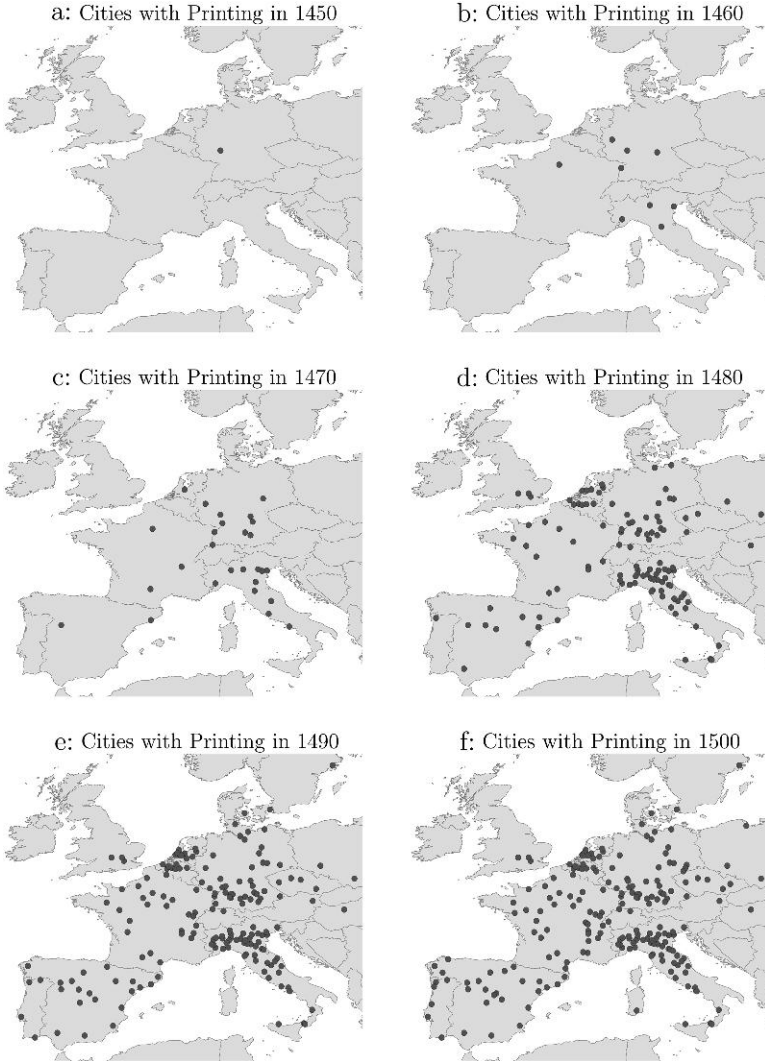 a: Cities with Printing in 1450
b: Cities with Printing in 1460
c: Cities with Printing in 1470
d: Cities with Printing in 1480
e: Cities with Printing in 1490
f: Cities with Printing in 1500